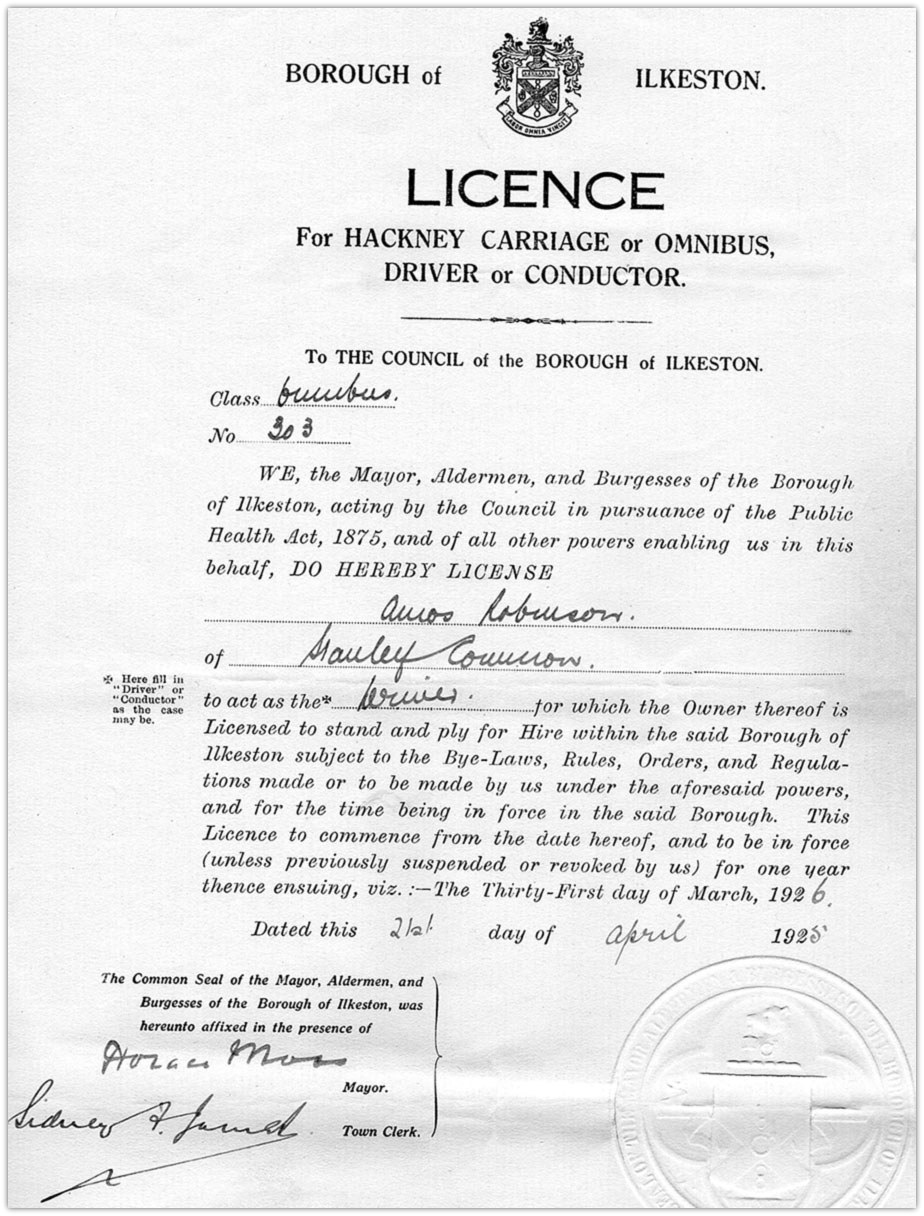 BOROUGH of ILKESTON.
LABOR OMNIA VINCIT
LICENCE
For HACKNEY CARRIAGE or OMNIBUS,
DRIVER or CONDUCTOR.
To THE COUNCIL of the BOROUGH of ILKESTON.
Class Omnibus.
No 303
WE, the Mayor, Aldermen, and Burgesses of the Borough
of Ilkeston, acting by the Council in pursuance of the Public
Health Act, 1875, and of all other powers enabling us in this
behalf, DO HEREBY LICENSE
Amos Robinson.
of Stanley Common.
✠ Here fill in
"Driver" or
"Conductor"
as the case
may be.
to act as the* Driver. for which the Owner thereof is
Licensed to stand and ply for Hire within the said Borough of
Ilkeston subject to the Bye-Laws, Rules, Orders, and Regula-
tions made or to be made by us under the aforesaid powers,
and for the time being in force in the said Borough. This
Licence to commence from the date hereof, and to be in force
(unless previously suspended or revoked by us) for one year
thence ensuing, viz. :—The Thirty-First day of March, 1926.
Dated this 21st day of April 1925
The Common Seal of the Mayor, Aldermen, and
Burgesses of the Borough of Ilkeston, was
hereunto affixed in the presence of
Horace Moss
Mayor.
Sidney F. Town Clerk.